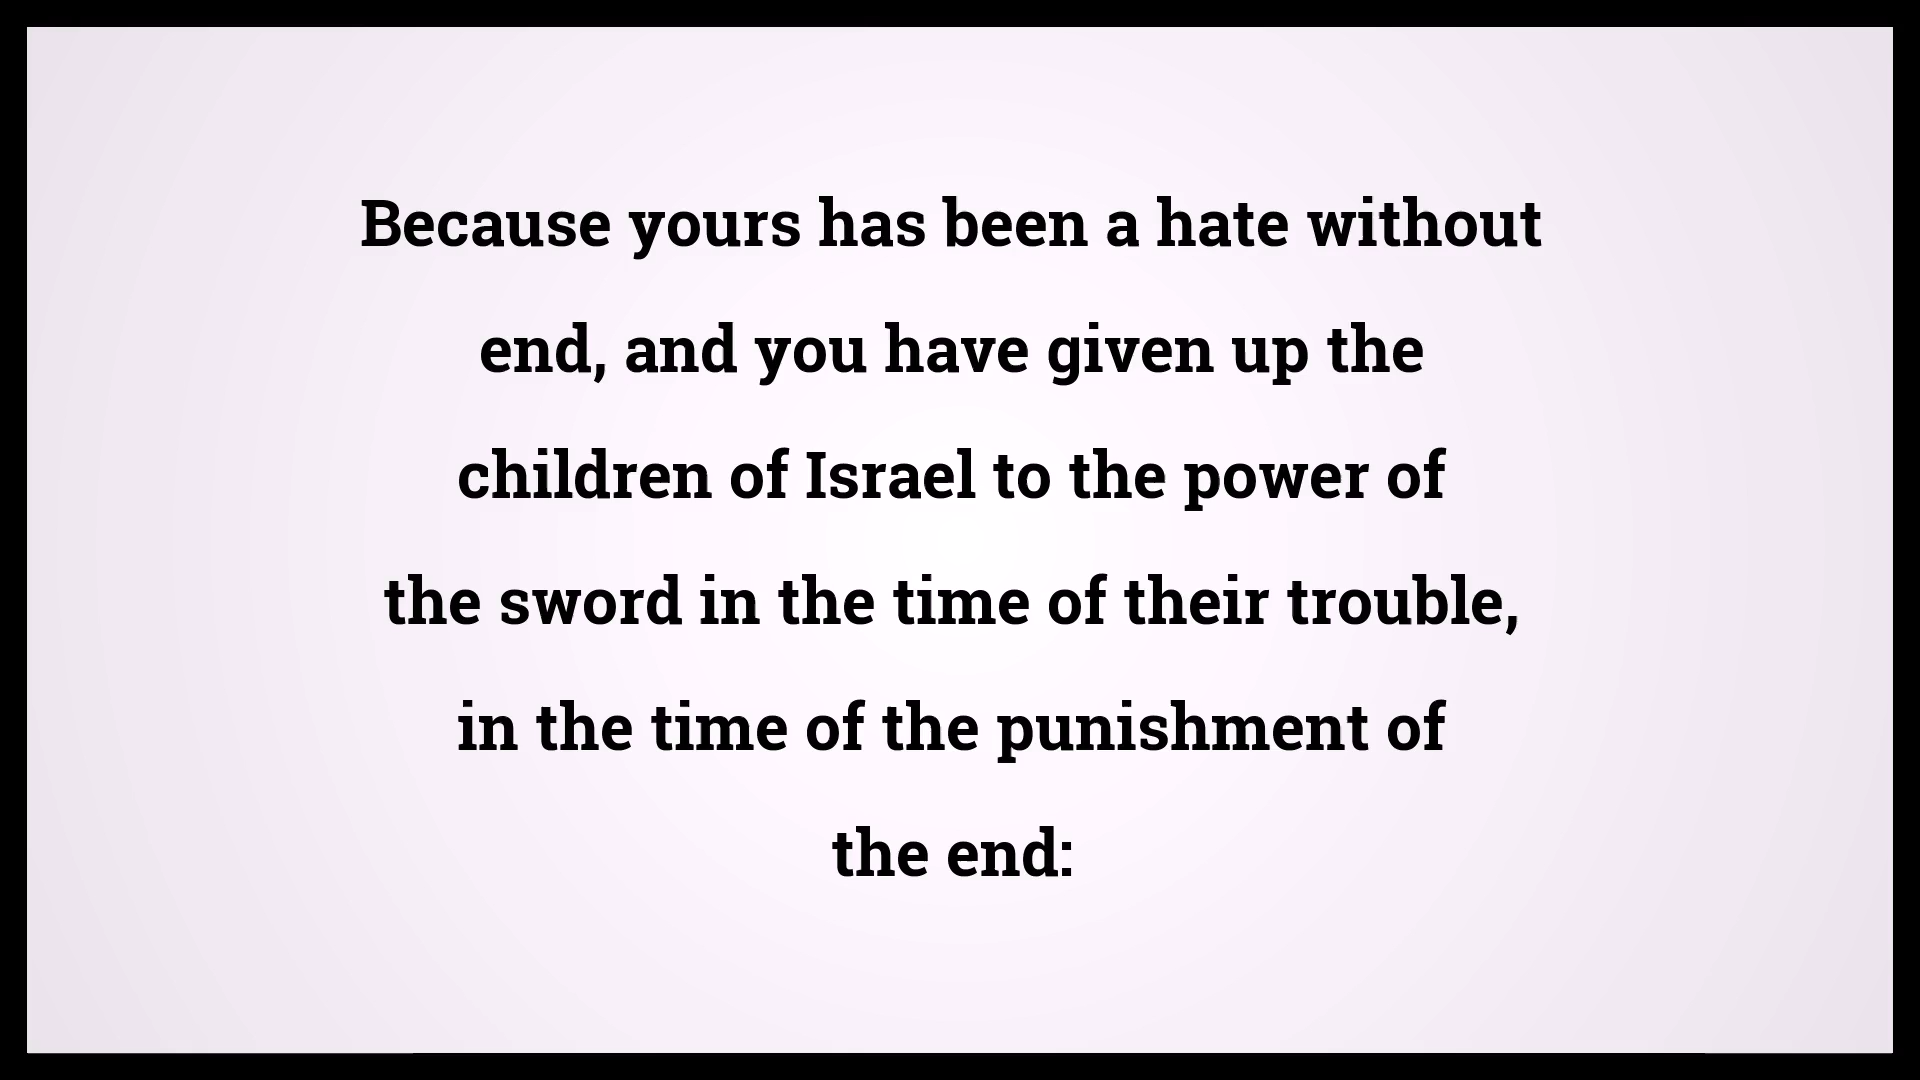 Because yours has been a hate without
end, and you have given up the
children of Israel to the power of
the sword in the time of their trouble,
in the time of the punishment of
the end: